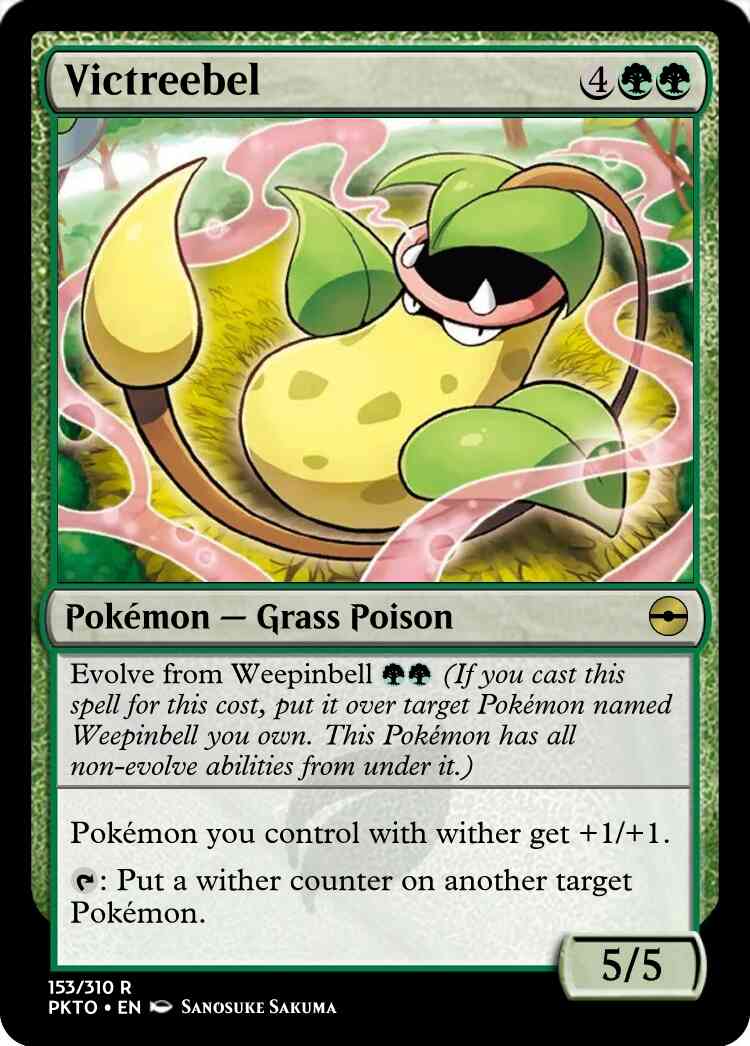 Victreebel 4
Pokémon — Grass Poison
Evolve from Weepinbell (If you cast this
spell for this cost, put it over target Pokémon named
Weepinbell you own. This Pokémon has all
non-evolve abilities from under it.)
Pokémon you control with wither get +1/+1.
: Put a wither counter on another target
Pokémon.
5/5
153/310 R
PKTO • EN Sanosuke Sakuma